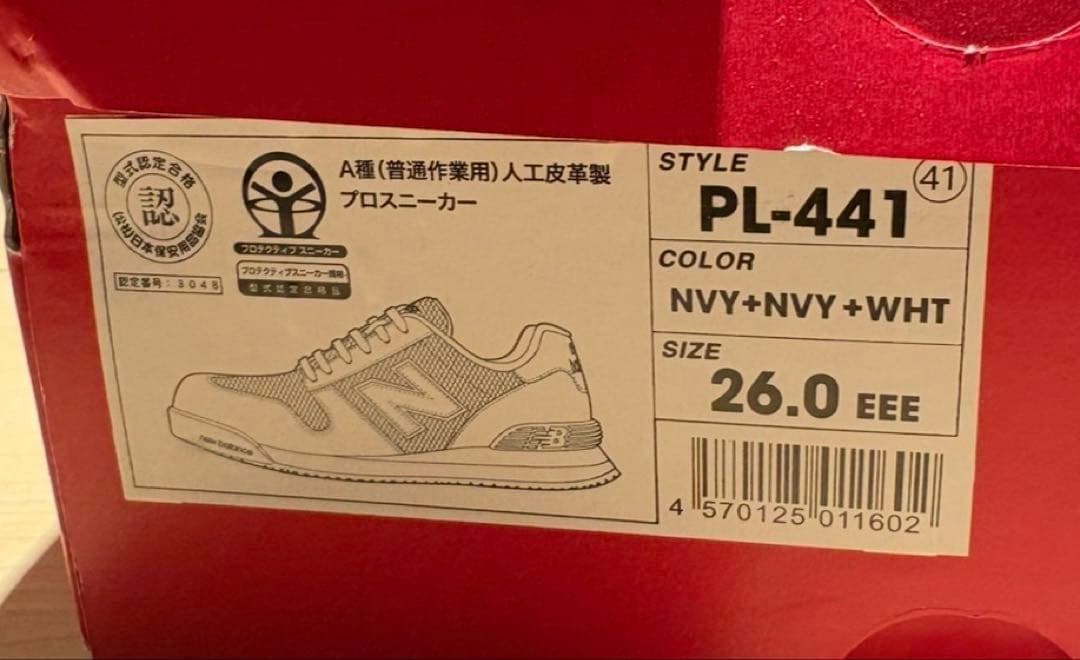 型式認定合格
認
(公社)日本保安用品協会
認定番号：3048
プロテクティブ スニーカー
プロテクティブスニーカー規格
型式認定合格品
A種(普通作業用)人工皮革製
プロスニーカー
new balance
N
STYLE
41
PL-441
COLOR
NVY+NVY+WHT
SIZE
26.0 EEE
4 570125 011602